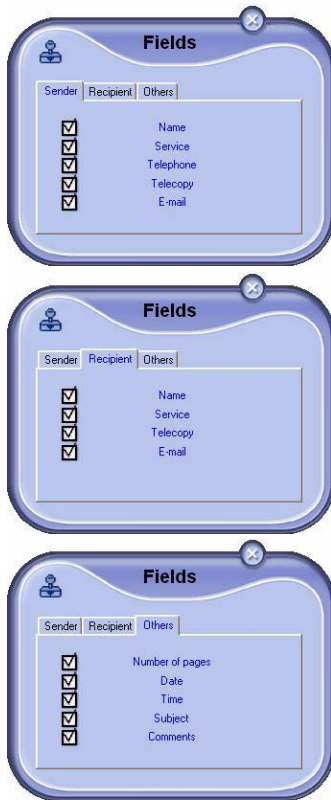 Fields
Sender Recipient Others
Name
Service
Telephone
Telecopy
E-mail
Fields
Sender Recipient Others
Name
Service
Telecopy
E-mail
Fields
Sender Recipient Others
Number of pages
Date
Time
Subject
Comments